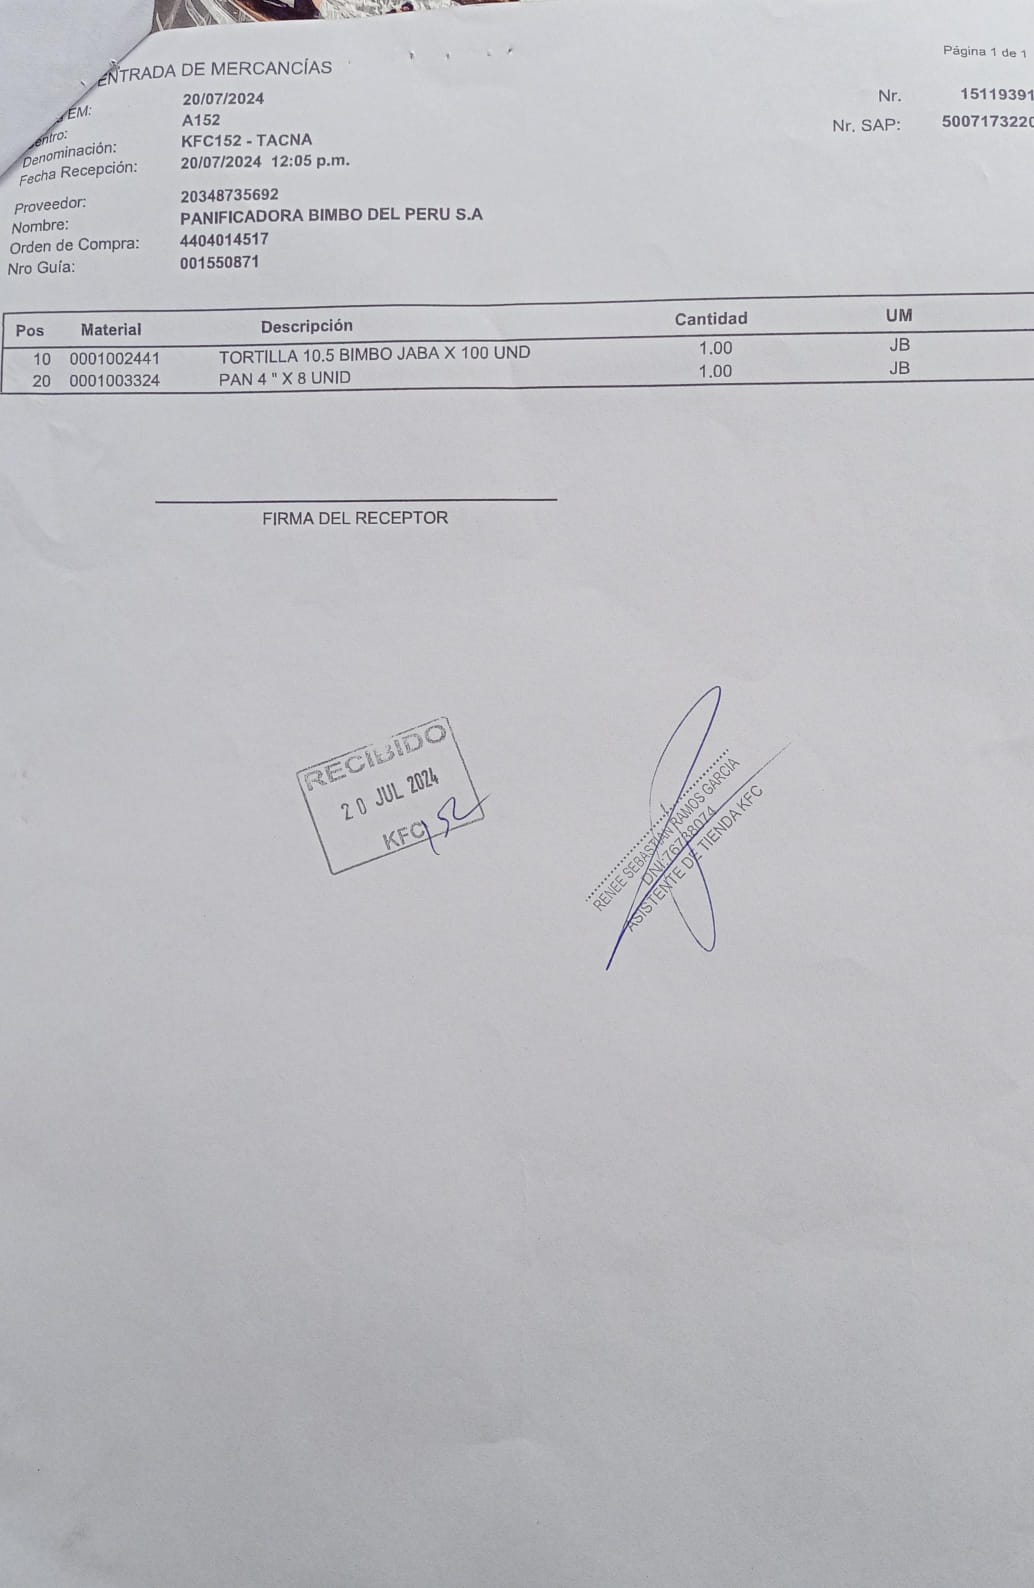 ENTRADA DE MERCANCÍAS
Página 1 de 1
EM: 20/07/2024
Nr. 15119391
A152
Nr. SAP: 5007173220
Denominación: KFC152 - TACNA
Fecha Recepción: 20/07/2024 12:05 p.m.
Proveedor: 20348735692
Nombre: PANIFICADORA BIMBO DEL PERU S.A
Orden de Compra: 4404014517
Nro Guía: 001550871
Pos Material Descripción Cantidad UM
10 0001002441 TORTILLA 10.5 BIMBO JABA X 100 UND 1.00 JB
20 0001003324 PAN 4 " X 8 UNID 1.00 JB
FIRMA DEL RECEPTOR
RECIBIDO
20 JUL 2024
KFC 152
RENEE SEBASTIAN RAMOS GARCIA
DNI:76788074
ASISTENTE DE TIENDA KFC